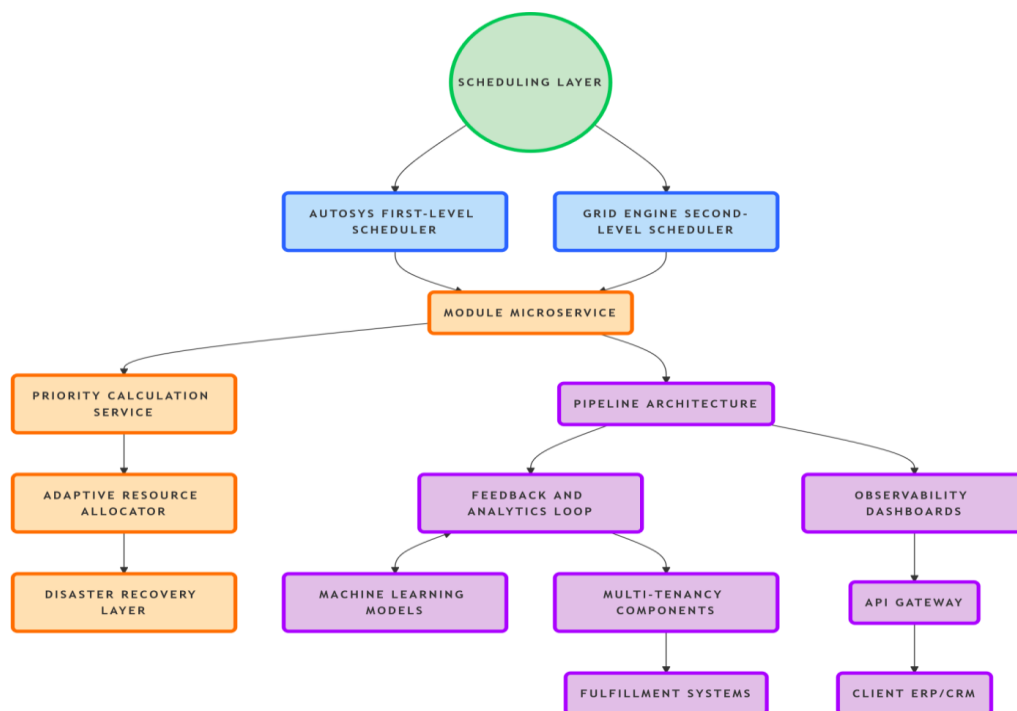 SCHEDULING LAYER
AUTOSYS FIRST-LEVEL
SCHEDULER
GRID ENGINE SECOND-
LEVEL SCHEDULER
MODULE MICROSERVICE
PRIORITY CALCULATION
SERVICE
PIPELINE ARCHITECTURE
ADAPTIVE RESOURCE
ALLOCATOR
FEEDBACK AND
ANALYTICS LOOP
OBSERVABILITY
DASHBOARDS
DISASTER RECOVERY
LAYER
MACHINE LEARNING
MODELS
MULTI-TENANCY
COMPONENTS
API GATEWAY
FULFILLMENT SYSTEMS
CLIENT ERP/CRM